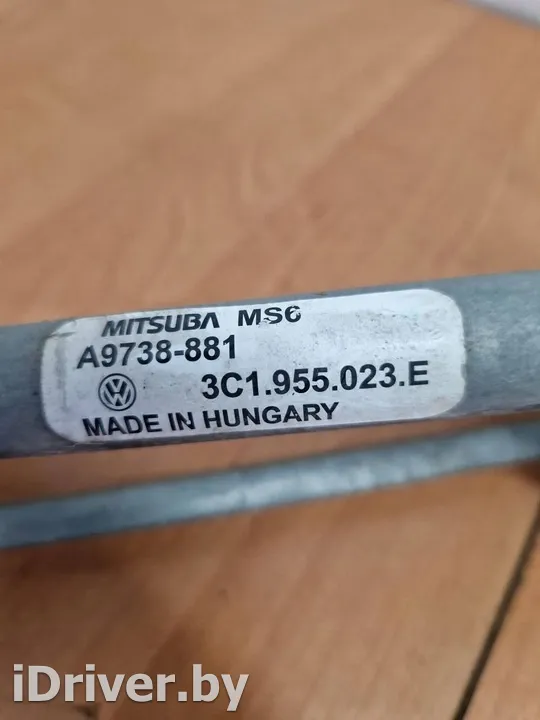 MITSUBA MS6
A9738-881
3C1.955.023.E
MADE IN HUNGARY
iDriver.by